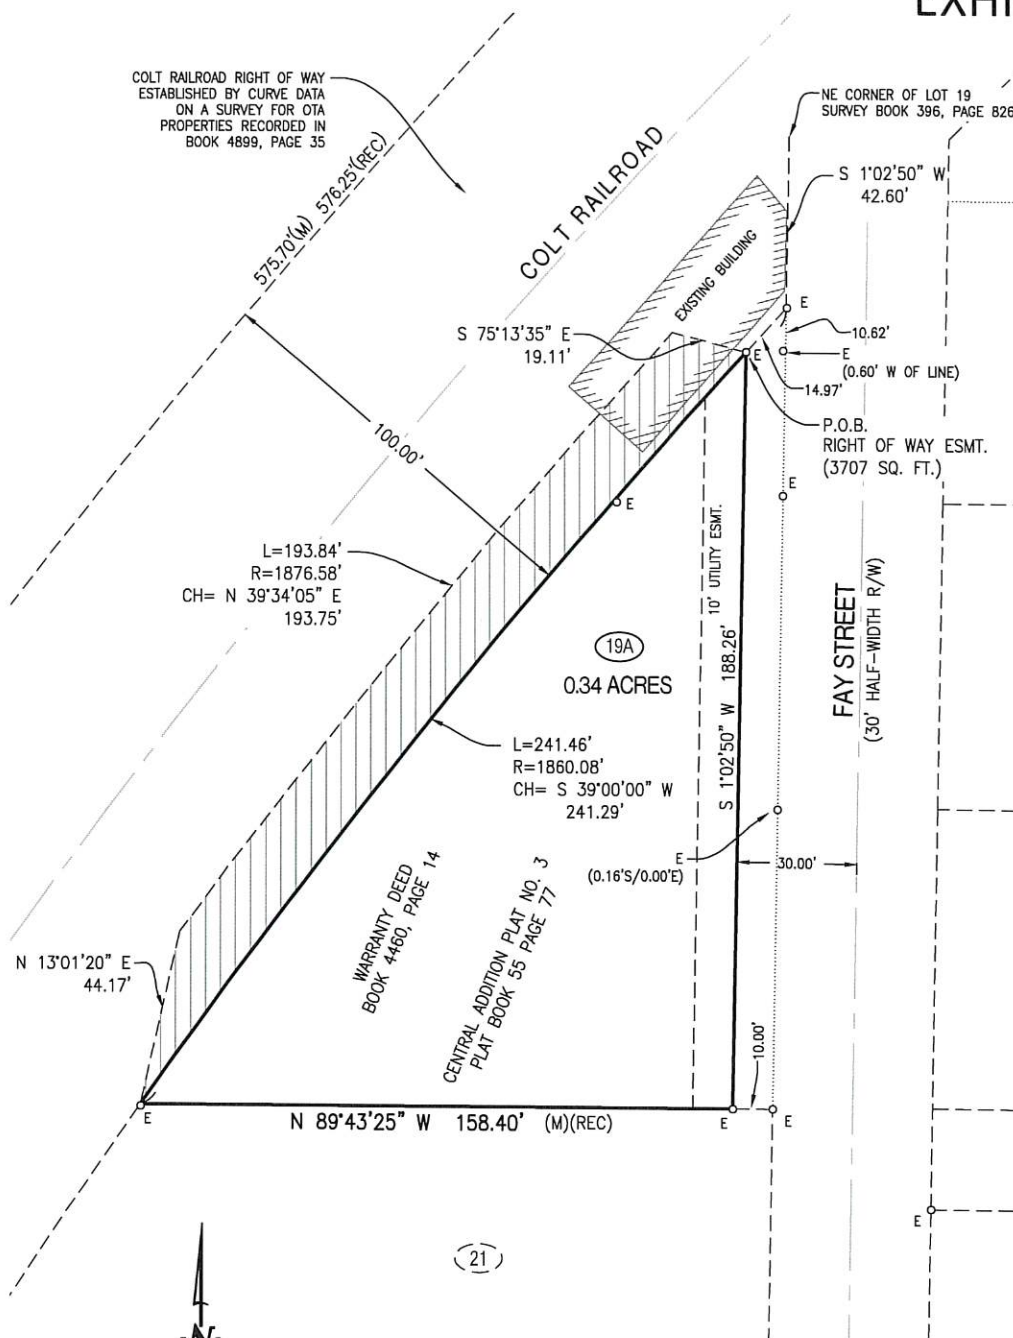 EXHI
COLT RAILROAD RIGHT OF WAY
ESTABLISHED BY CURVE DATA
ON A SURVEY FOR OTA
PROPERTIES RECORDED IN
BOOK 4899, PAGE 35
NE CORNER OF LOT 19
SURVEY BOOK 396, PAGE 826
575.70'(M) 576.25'(REC)
COLT RAILROAD
S 1°02'50" W
42.60'
EXISTING BUILDING
E
S 75°13'35" E
19.11'
10.62'
E
E
(0.60' W OF LINE)
14.97'
100.00'
P.O.B.
RIGHT OF WAY ESMT.
(3707 SQ. FT.)
E
E
L=193.84'
R=1876.58'
CH= N 39°34'05" E
193.75'
10' UTILITY ESMT.
FAY STREET
(30' HALF-WIDTH R/W)
19A
0.34 ACRES
S 1°02'50" W 188.26'
L=241.46'
R=1860.08'
CH= S 39°00'00" W
241.29'
E
(0.16'S/0.00'E)
30.00'
WARRANTY DEED
BOOK 4460, PAGE 14
CENTRAL ADDITION PLAT NO. 3
PLAT BOOK 55 PAGE 77
N 13°01'20" E
44.17'
10.00'
E
N 89°43'25" W 158.40' (M)(REC)
E
E
E
21
N